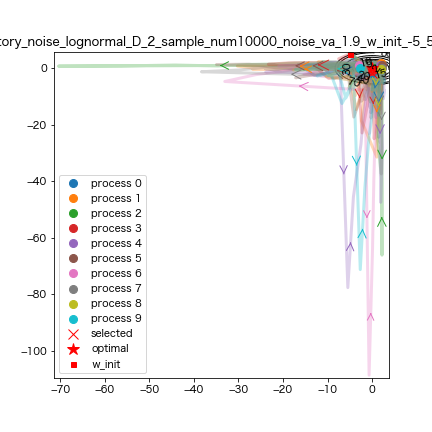 tory_noise_lognormal_D_2_sample_num10000_noise_va_1.9_w_init_-5_5
0
−20
−40
−60
−80
−100
process 0
process 1
process 2
process 3
process 4
process 5
process 6
process 7
process 8
process 9
selected
optimal
w_init
−70 −60 −50 −40 −30 −20 −10 0